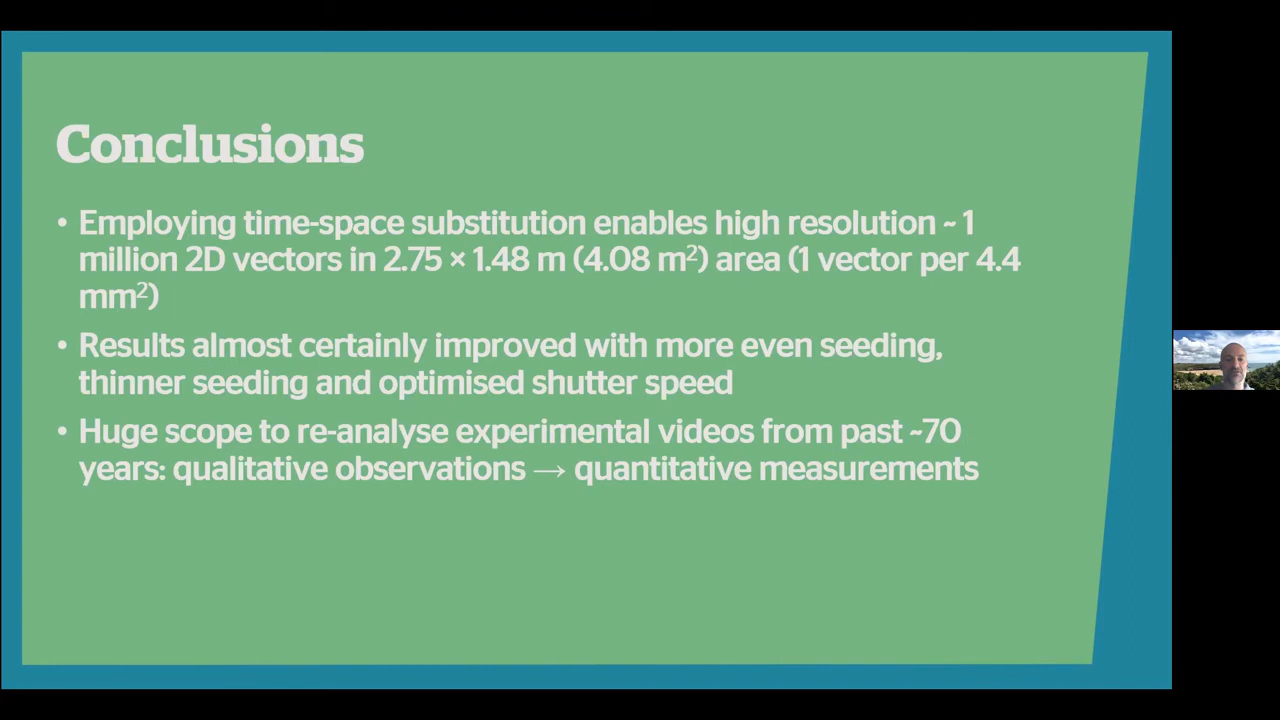 Conclusions
• Employing time-space substitution enables high resolution ~ 1
million 2D vectors in 2.75 × 1.48 m (4.08 m²) area (1 vector per 4.4
mm²)
• Results almost certainly improved with more even seeding,
thinner seeding and optimised shutter speed
• Huge scope to re-analyse experimental videos from past ~70
years: qualitative observations → quantitative measurements